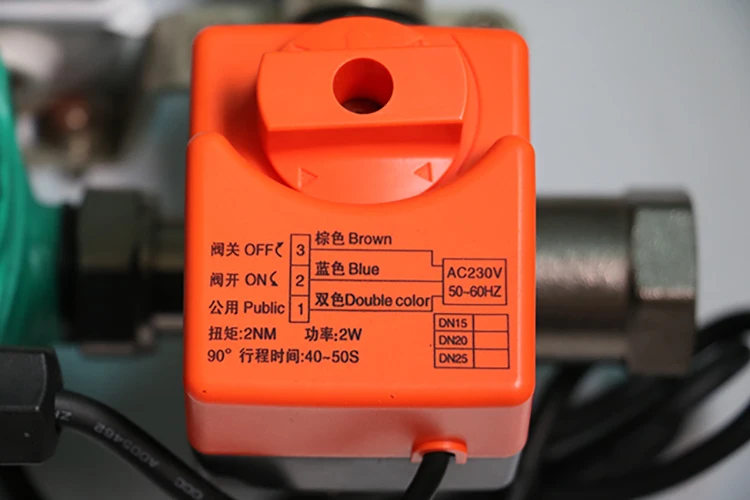 阀关 OFF 3 棕色 Brown
阀开 ON 2 蓝色 Blue
公用 Public 1 双色Double color
AC230V
50~60HZ
扭矩:2NM 功率:2W
90° 行程时间:40~50S
DN15
DN20
DN25
A005462